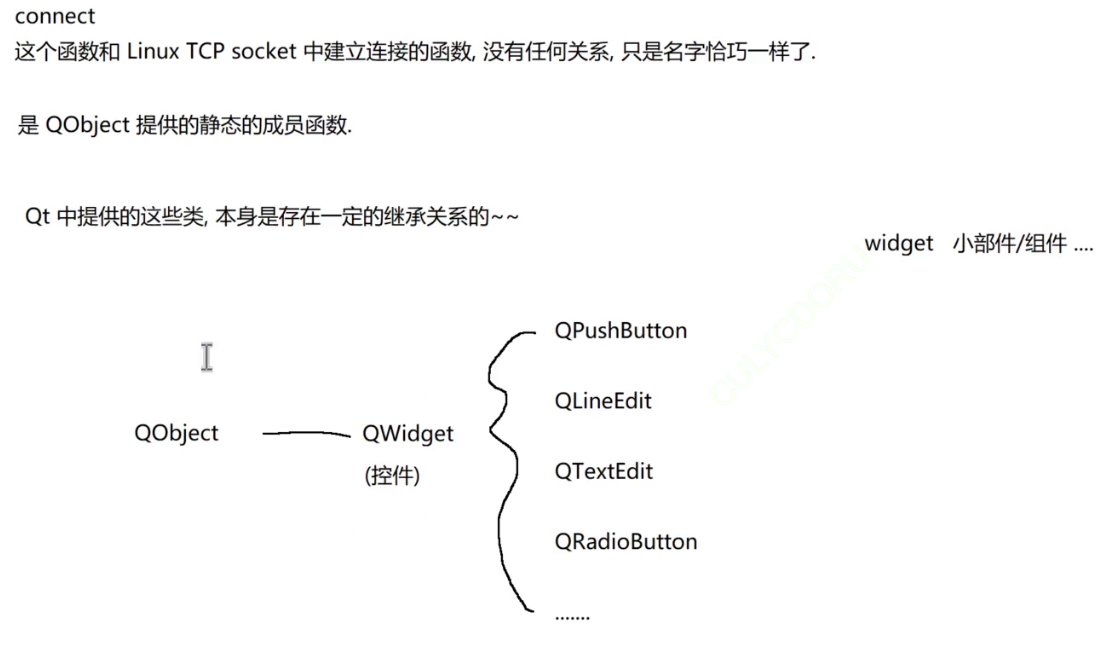 connect
这个函数和 Linux TCP socket 中建立连接的函数, 没有任何关系, 只是名字恰巧一样了.
是 QObject 提供的静态的成员函数.
Qt 中提供的这些类, 本身是存在一定的继承关系的~~
widget 小部件/组件 ....
QPushButton
QLineEdit
QObject
QWidget
(控件)
QTextEdit
QRadioButton
.......